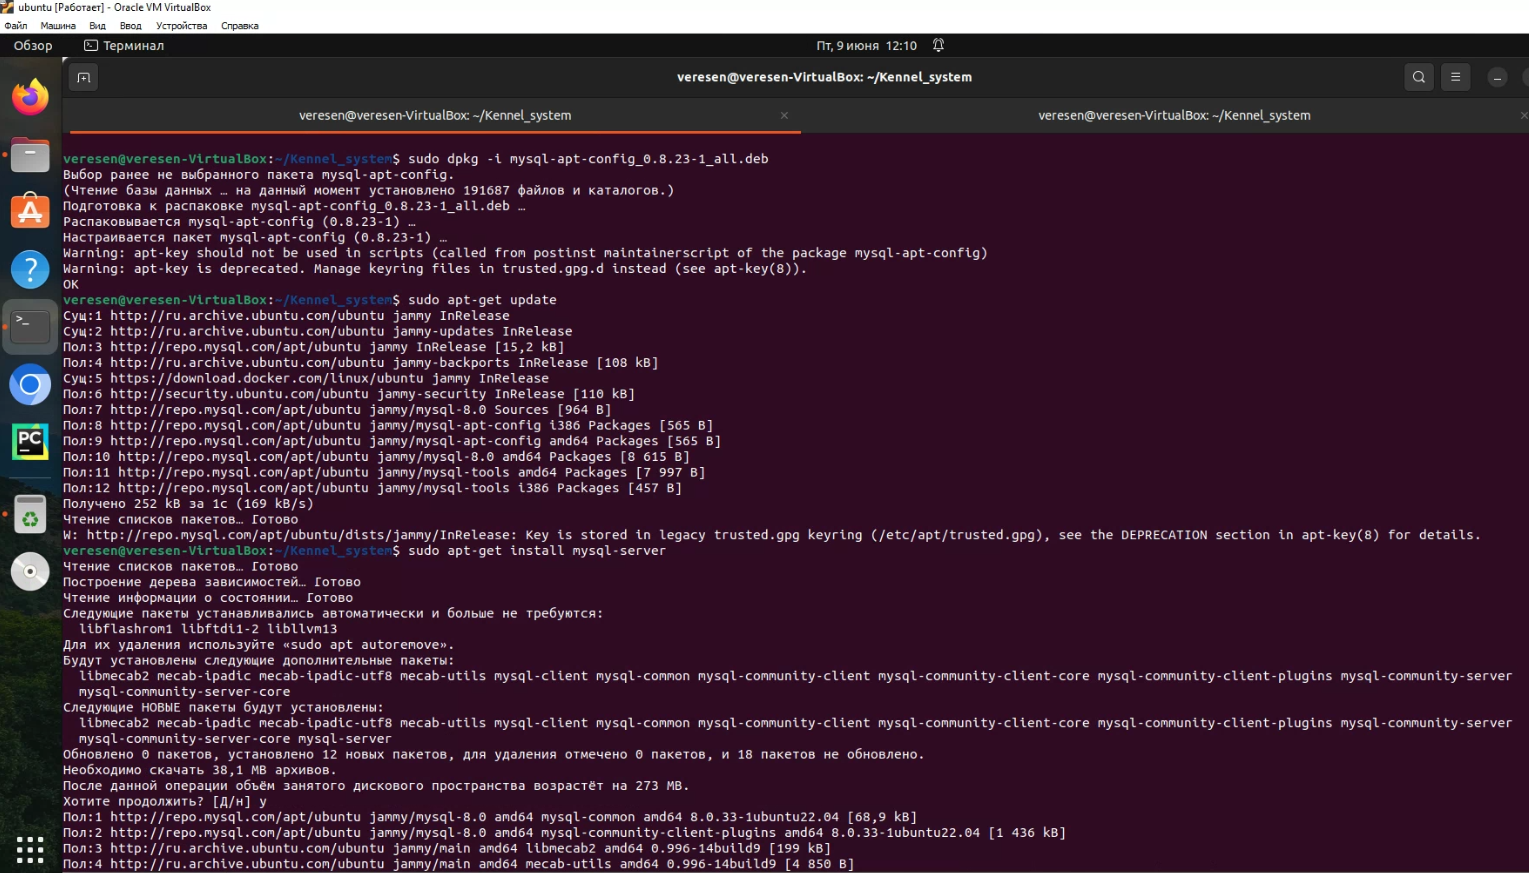 ubuntu [Работает] - Oracle VM VirtualBox
Файл Машина Вид Ввод Устройства Справка
Обзор Терминал Пт, 9 июня 12:10
veresen@veresen-VirtualBox: ~/Kennel_system
veresen@veresen-VirtualBox: ~/Kennel_system × veresen@veresen-VirtualBox: ~/Kennel_system ×
veresen@veresen-VirtualBox:~/Kennel_system$ sudo dpkg -i mysql-apt-config_0.8.23-1_all.deb
Выбор ранее не выбранного пакета mysql-apt-config.
(Чтение базы данных … на данный момент установлено 191687 файлов и каталогов.)
Подготовка к распаковке mysql-apt-config_0.8.23-1_all.deb …
Распаковывается mysql-apt-config (0.8.23-1) …
Настраивается пакет mysql-apt-config (0.8.23-1) …
Warning: apt-key should not be used in scripts (called from postinst maintainerscript of the package mysql-apt-config)
Warning: apt-key is deprecated. Manage keyring files in trusted.gpg.d instead (see apt-key(8)).
OK
veresen@veresen-VirtualBox:~/Kennel_system$ sudo apt-get update
Сущ:1 http://ru.archive.ubuntu.com/ubuntu jammy InRelease
Сущ:2 http://ru.archive.ubuntu.com/ubuntu jammy-updates InRelease
Пол:3 http://repo.mysql.com/apt/ubuntu jammy InRelease [15,2 kB]
Пол:4 http://ru.archive.ubuntu.com/ubuntu jammy-backports InRelease [108 kB]
Сущ:5 https://download.docker.com/linux/ubuntu jammy InRelease
Пол:6 http://security.ubuntu.com/ubuntu jammy-security InRelease [110 kB]
Пол:7 http://repo.mysql.com/apt/ubuntu jammy/mysql-8.0 Sources [964 B]
Пол:8 http://repo.mysql.com/apt/ubuntu jammy/mysql-apt-config i386 Packages [565 B]
Пол:9 http://repo.mysql.com/apt/ubuntu jammy/mysql-apt-config amd64 Packages [565 B]
Пол:10 http://repo.mysql.com/apt/ubuntu jammy/mysql-8.0 amd64 Packages [8 615 B]
Пол:11 http://repo.mysql.com/apt/ubuntu jammy/mysql-tools amd64 Packages [7 997 B]
Пол:12 http://repo.mysql.com/apt/ubuntu jammy/mysql-tools i386 Packages [457 B]
Получено 252 kB за 1с (169 kB/s)
Чтение списков пакетов… Готово
W: http://repo.mysql.com/apt/ubuntu/dists/jammy/InRelease: Key is stored in legacy trusted.gpg keyring (/etc/apt/trusted.gpg), see the DEPRECATION section in apt-key(8) for details.
veresen@veresen-VirtualBox:~/Kennel_system$ sudo apt-get install mysql-server
Чтение списков пакетов… Готово
Построение дерева зависимостей… Готово
Чтение информации о состоянии… Готово
Следующие пакеты устанавливались автоматически и больше не требуются:
libflashrom1 libftdi1-2 libllvm13
Для их удаления используйте «sudo apt autoremove».
Будут установлены следующие дополнительные пакеты:
libmecab2 mecab-ipadic mecab-ipadic-utf8 mecab-utils mysql-client mysql-common mysql-community-client mysql-community-client-core mysql-community-client-plugins mysql-community-server
mysql-community-server-core
Следующие НОВЫЕ пакеты будут установлены:
libmecab2 mecab-ipadic mecab-ipadic-utf8 mecab-utils mysql-client mysql-common mysql-community-client mysql-community-client-core mysql-community-client-plugins mysql-community-server
mysql-community-server-core mysql-server
Обновлено 0 пакетов, установлено 12 новых пакетов, для удаления отмечено 0 пакетов, и 18 пакетов не обновлено.
Необходимо скачать 38,1 MB архивов.
После данной операции объём занятого дискового пространства возрастёт на 273 MB.
Хотите продолжить? [Д/н] y
Пол:1 http://repo.mysql.com/apt/ubuntu jammy/mysql-8.0 amd64 mysql-common amd64 8.0.33-1ubuntu22.04 [68,9 kB]
Пол:2 http://repo.mysql.com/apt/ubuntu jammy/mysql-8.0 amd64 mysql-community-client-plugins amd64 8.0.33-1ubuntu22.04 [1 436 kB]
Пол:3 http://ru.archive.ubuntu.com/ubuntu jammy/main amd64 libmecab2 amd64 0.996-14build9 [199 kB]
Пол:4 http://ru.archive.ubuntu.com/ubuntu jammy/main amd64 mecab-utils amd64 0.996-14build9 [4 850 B]
PC